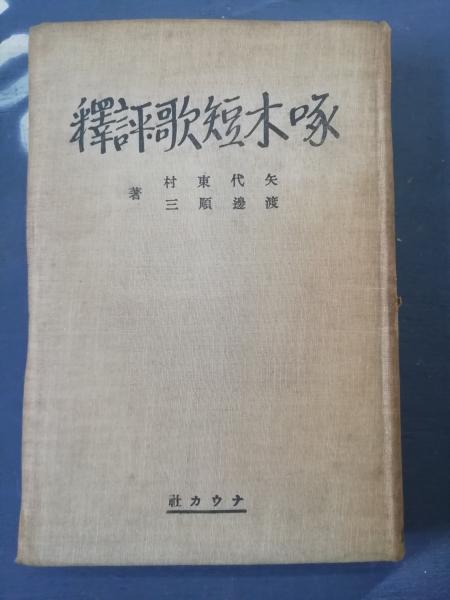 啄木短歌評釋
矢代東村
渡邊順三
著
ナウカ社